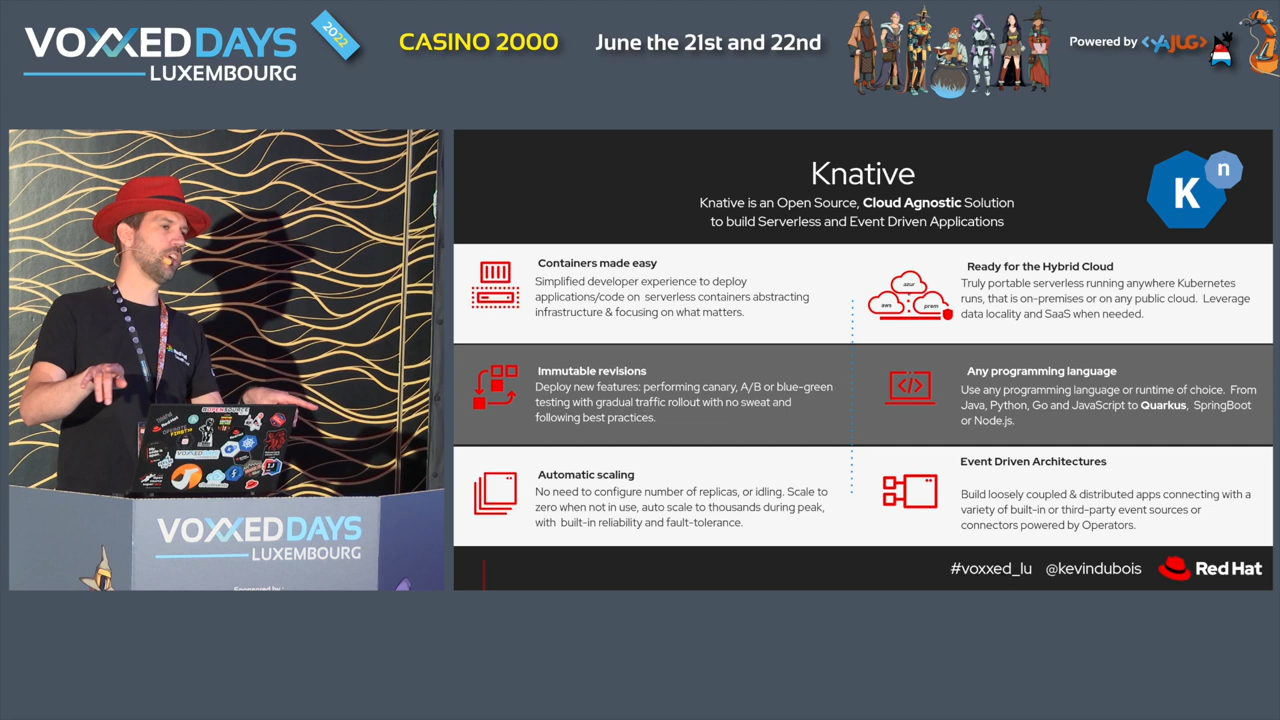 VOXXED DAYS
LUXEMBOURG
2022
CASINO 2000
June the 21st and 22nd
Powered by <YAJUG>
Knative
Knative is an Open Source, Cloud Agnostic Solution
to build Serverless and Event Driven Applications
K
n
Containers made easy
Simplified developer experience to deploy
applications/code on serverless containers abstracting
infrastructure & focusing on what matters.
azur
aws
prem
Ready for the Hybrid Cloud
Truly portable serverless running anywhere Kubernetes
runs, that is on-premises or on any public cloud. Leverage
data locality and SaaS when needed.
Immutable revisions
Deploy new features: performing canary, A/B or blue-green
testing with gradual traffic rollout with no sweat and
following best practices.
</>
Any programming language
Use any programming language or runtime of choice. From
Java, Python, Go and JavaScript to Quarkus, SpringBoot
or Node.js.
Automatic scaling
No need to configure number of replicas, or idling. Scale to
zero when not in use, auto scale to thousands during peak,
with built-in reliability and fault-tolerance.
Event Driven Architectures
Build loosely coupled & distributed apps connecting with a
variety of built-in or third-party event sources or
connectors powered by Operators.
#voxxed_lu @kevindubois
Red Hat
#OPENSOURCE
FIRST
VOXXED DAYS
VOXXED DAYS
LUXEMBOURG
Sponsored by :